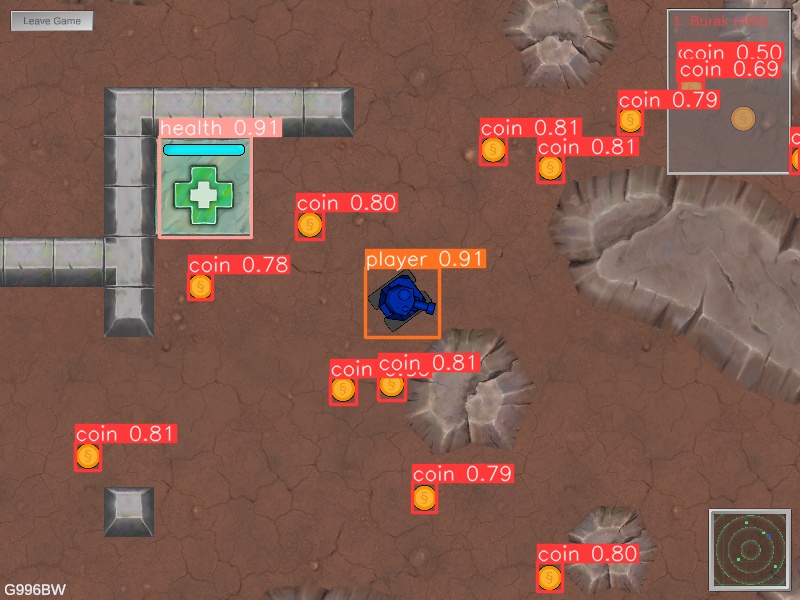 Leave Game
1. Burak
coin 0.50
coin 0.69
coin 0.79
coin 0.81
health 0.91
coin 0.81
coin 0.80
player 0.91
coin 0.78
coin 0.81
coin
coin 0.81
coin 0.79
coin 0.80
G996BW